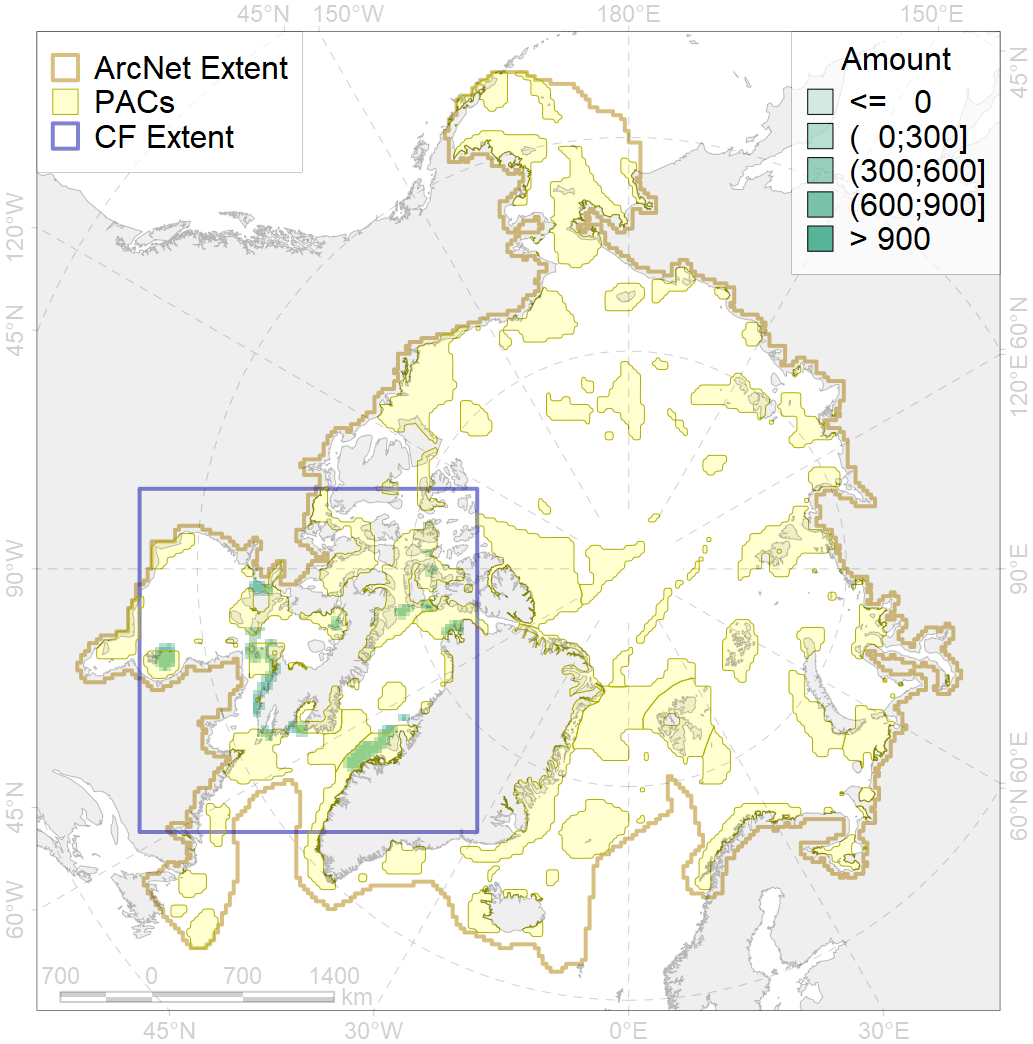 45°N 150°W 180°E 150°E
ArcNet Extent
PACs
CF Extent
Amount
<= 0
( 0;300]
(300;600]
(600;900]
> 900
45°N
120°W
45°N
60°N
120°E
90°W
90°E
45°N
60°E
60°N
60°W
700 0 700 1400
km
45°N 30°W 0°E 30°E